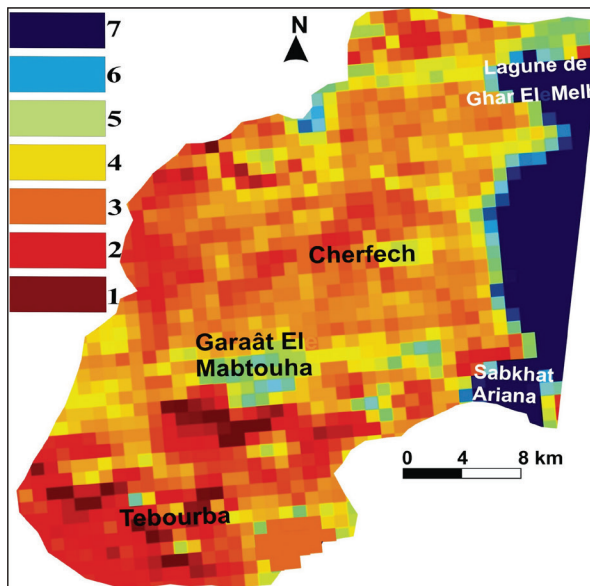 7
6
5
4
3
2
1
N
Lagune de
Ghar El Melh
Cherfech
Garaât El
Mabtouha
Sabkhat
Ariana
0 4 8 km
Tebourba